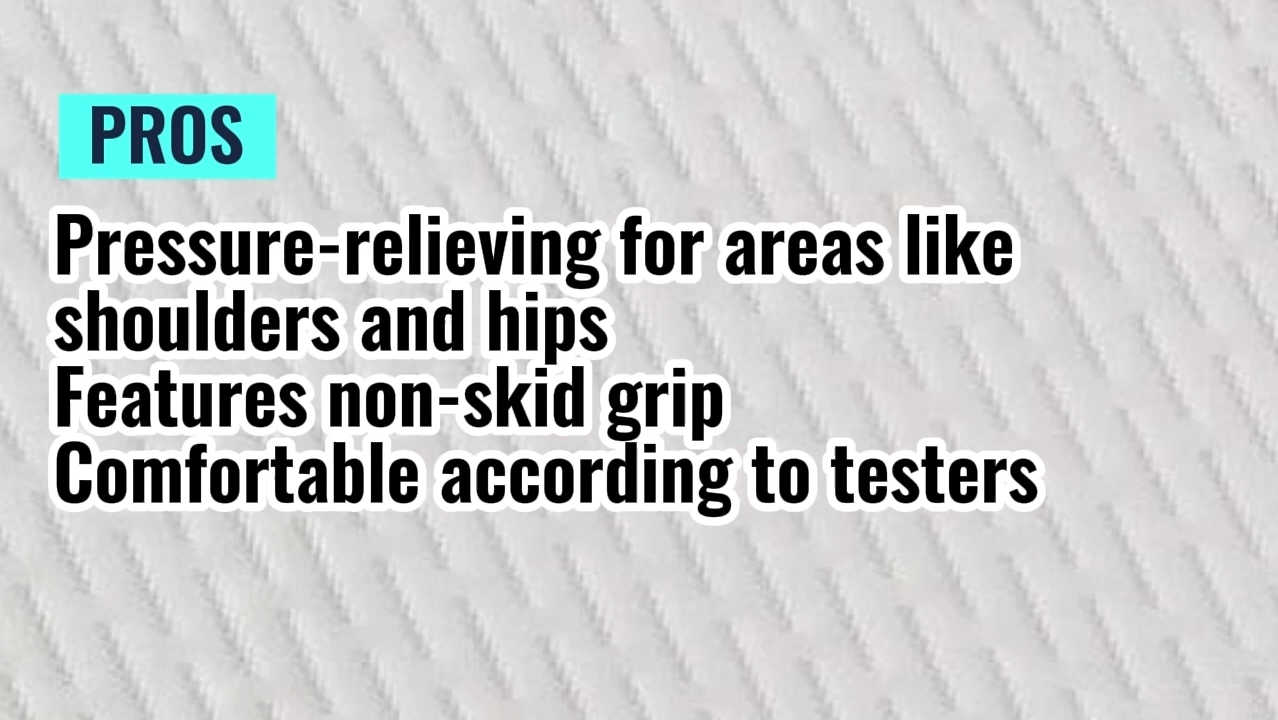 PROS
Pressure-relieving for areas like
shoulders and hips
Features non-skid grip
Comfortable according to testers